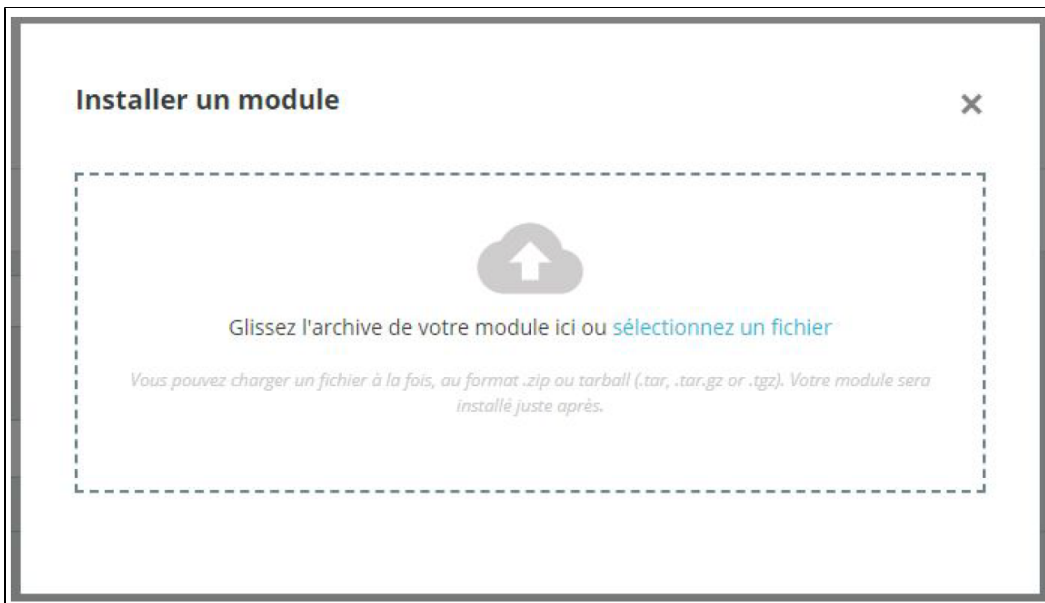 Installer un module
Glissez l'archive de votre module ici ou sélectionnez un fichier
Vous pouvez charger un fichier à la fois, au format .zip ou tarball (.tar, .tar.gz or .tgz). Votre module sera
installé juste après.